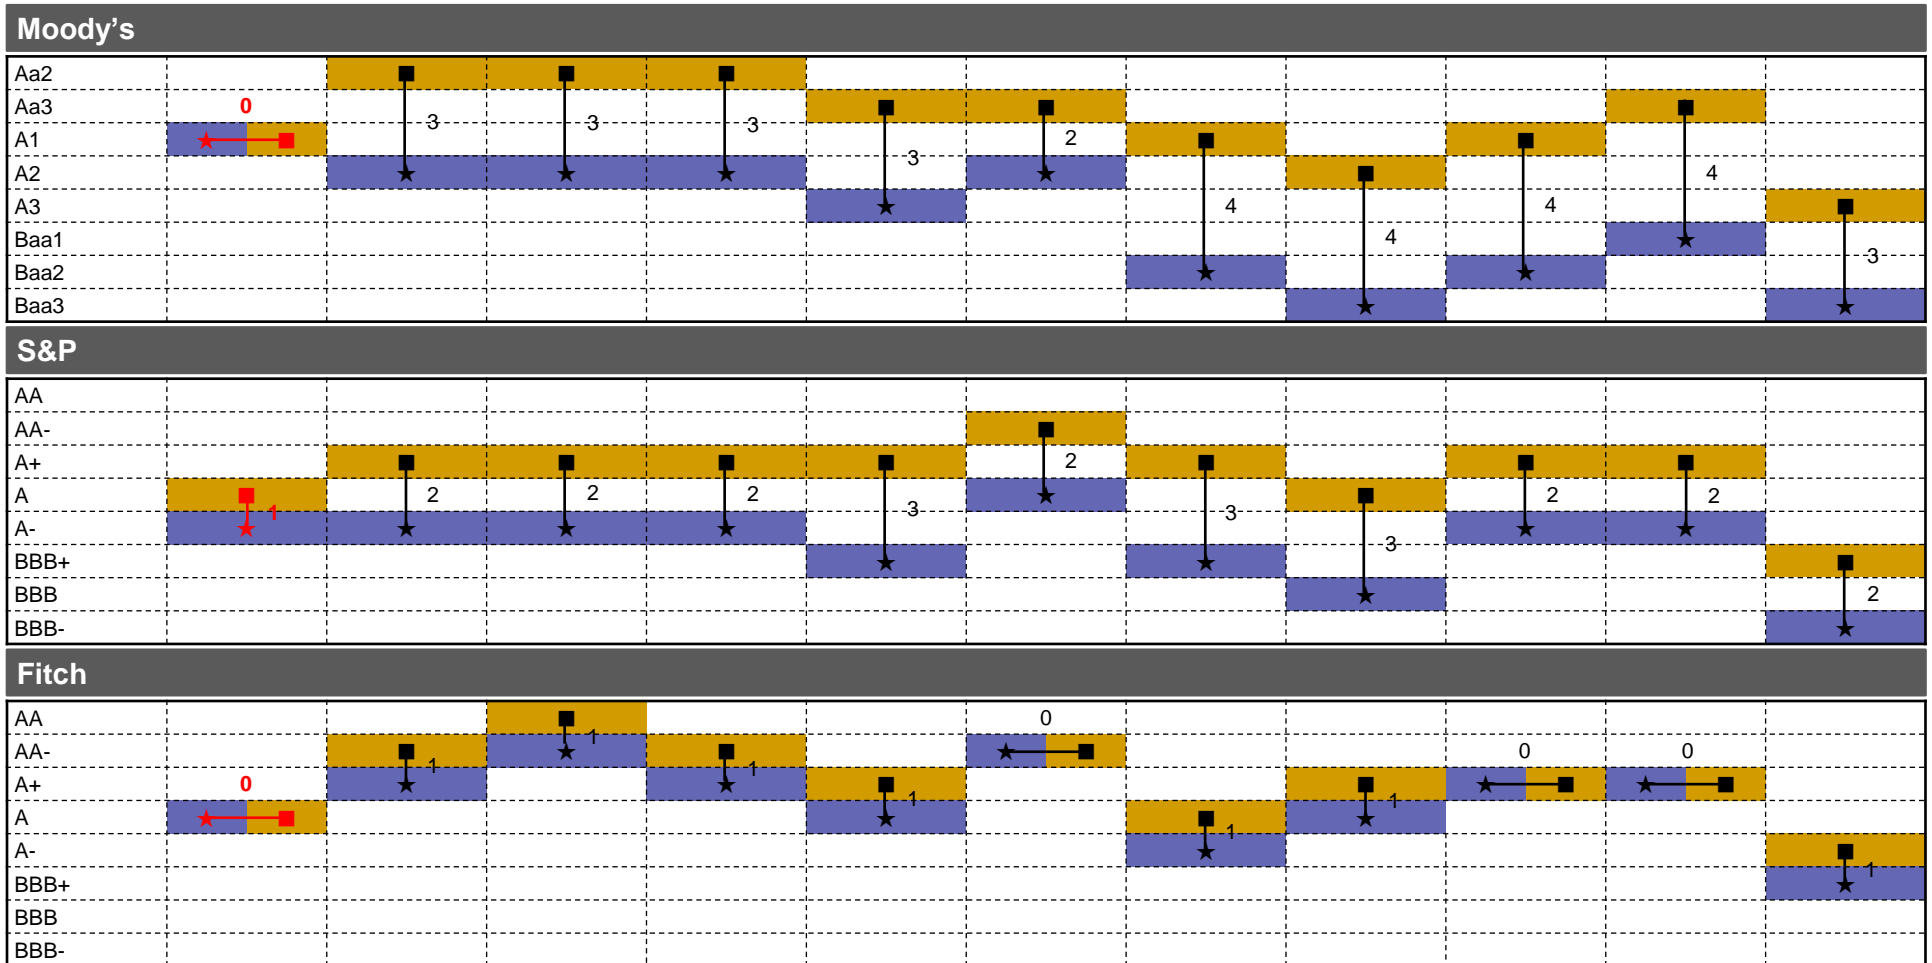 Moody’s
Aa2
Aa3 0
A1 3 3 3 2
A2 3 4
A3 4 4
Baa1 4
Baa2 3
Baa3
S&P
AA
AA-
A+ 2
A 1 2 2 2 3 3 2 2
A-
BBB+ 3
BBB 2
BBB-
Fitch
AA 1 0
AA- 1 1 0 0
A+ 0 1 1
A 1
A- 1
BBB+
BBB
BBB-